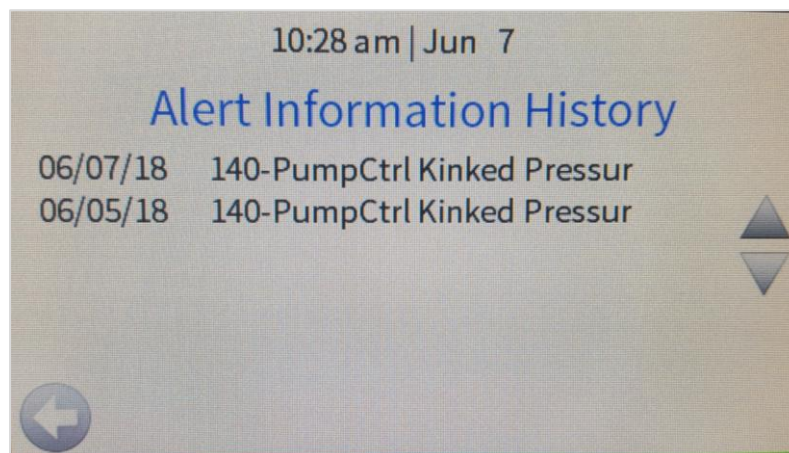 10:28 am | Jun 7
Alert Information History
06/07/18 140-PumpCtrl Kinked Pressur
06/05/18 140-PumpCtrl Kinked Pressur